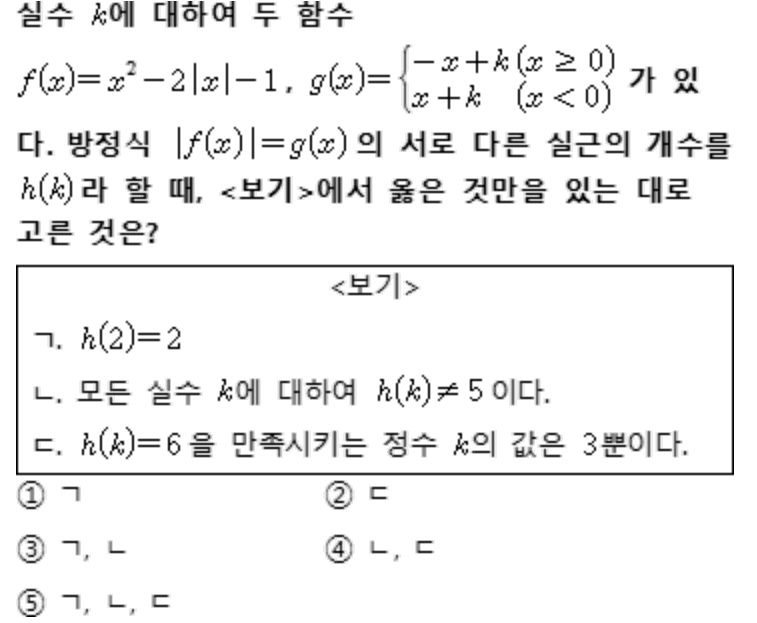 실수 k에 대하여 두 함수
f(x)=x²-2|x|-1, g(x)={-x+k (x ≥ 0) x+k (x < 0) 가 있
다. 방정식 |f(x)|=g(x)의 서로 다른 실근의 개수를
h(k)라 할 때, <보기>에서 옳은 것만을 있는 대로
고른 것은?
<보기>
ㄱ. h(2)=2
ㄴ. 모든 실수 k에 대하여 h(k)≠5이다.
ㄷ. h(k)=6을 만족시키는 정수 k의 값은 3뿐이다.
① ㄱ ② ㄷ
③ ㄱ, ㄴ ④ ㄴ, ㄷ
⑤ ㄱ, ㄴ, ㄷ